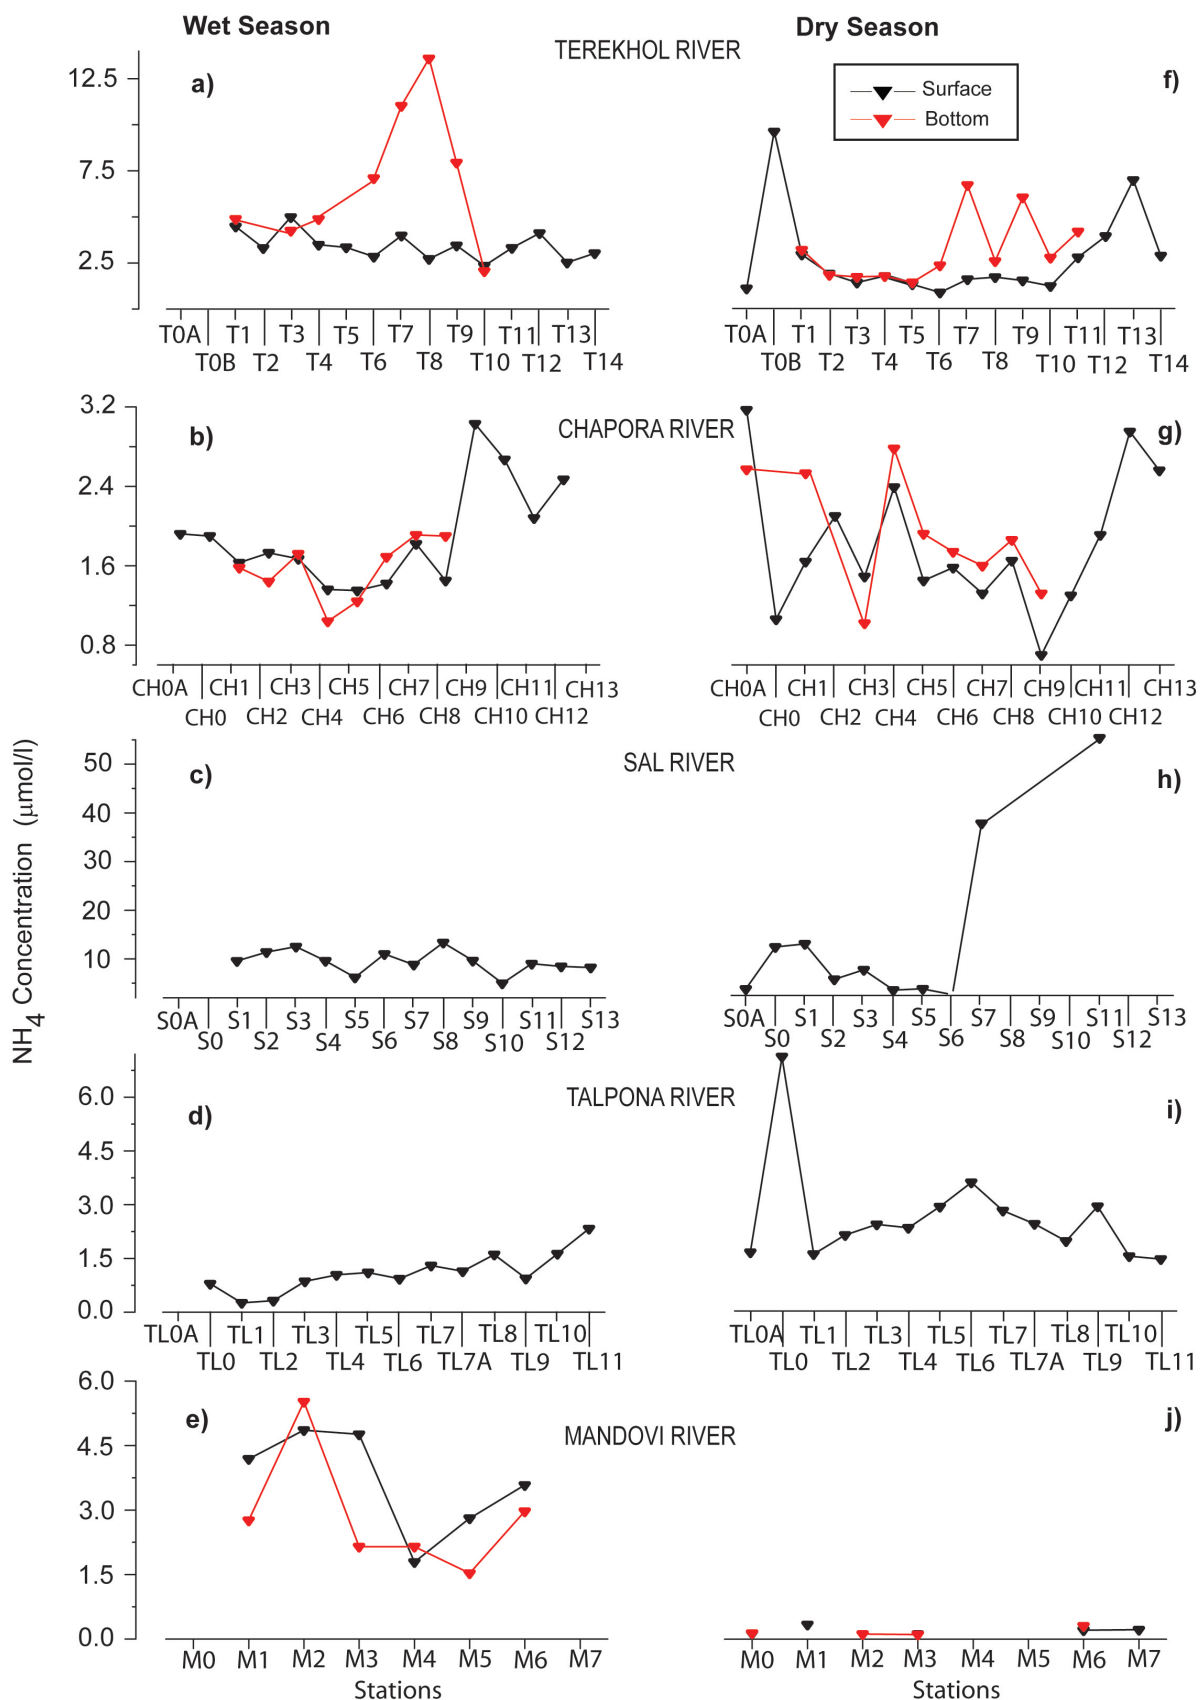 Wet Season
Dry Season
TEREKHOL RIVER
a)
f)
Surface
Bottom
12.5
7.5
2.5
T0A T1 T3 T5 T7 T9 T11 T13
T0B T2 T4 T6 T8 T10 T12 T14
T0A T1 T3 T5 T7 T9 T11 T13
T0B T2 T4 T6 T8 T10 T12 T14
CHAPORA RIVER
b)
g)
3.2
2.4
1.6
0.8
CH0A CH1 CH3 CH5 CH7 CH9 CH11 CH13
CH0 CH2 CH4 CH6 CH8 CH10 CH12
CH0A CH1 CH3 CH5 CH7 CH9 CH11 CH13
CH0 CH2 CH4 CH6 CH8 CH10 CH12
NH4 Concentration (μmol/l)
SAL RIVER
c)
h)
50
40
30
20
10
S0A S1 S3 S5 S7 S9 S11 S13
S0 S2 S4 S6 S8 S10 S12
S0A S1 S3 S5 S7 S9 S11 S13
S0 S2 S4 S6 S8 S10 S12
TALPONA RIVER
d)
i)
6.0
4.5
3.0
1.5
0.0
TL0A TL1 TL3 TL5 TL7 TL8 TL10
TL0 TL2 TL4 TL6 TL7A TL9 TL11
TL0A TL1 TL3 TL5 TL7 TL8 TL10
TL0 TL2 TL4 TL6 TL7A TL9 TL11
MANDOVI RIVER
e)
j)
6.0
4.5
3.0
1.5
0.0
M0 M1 M2 M3 M4 M5 M6 M7
M0 M1 M2 M3 M4 M5 M6 M7
Stations
Stations